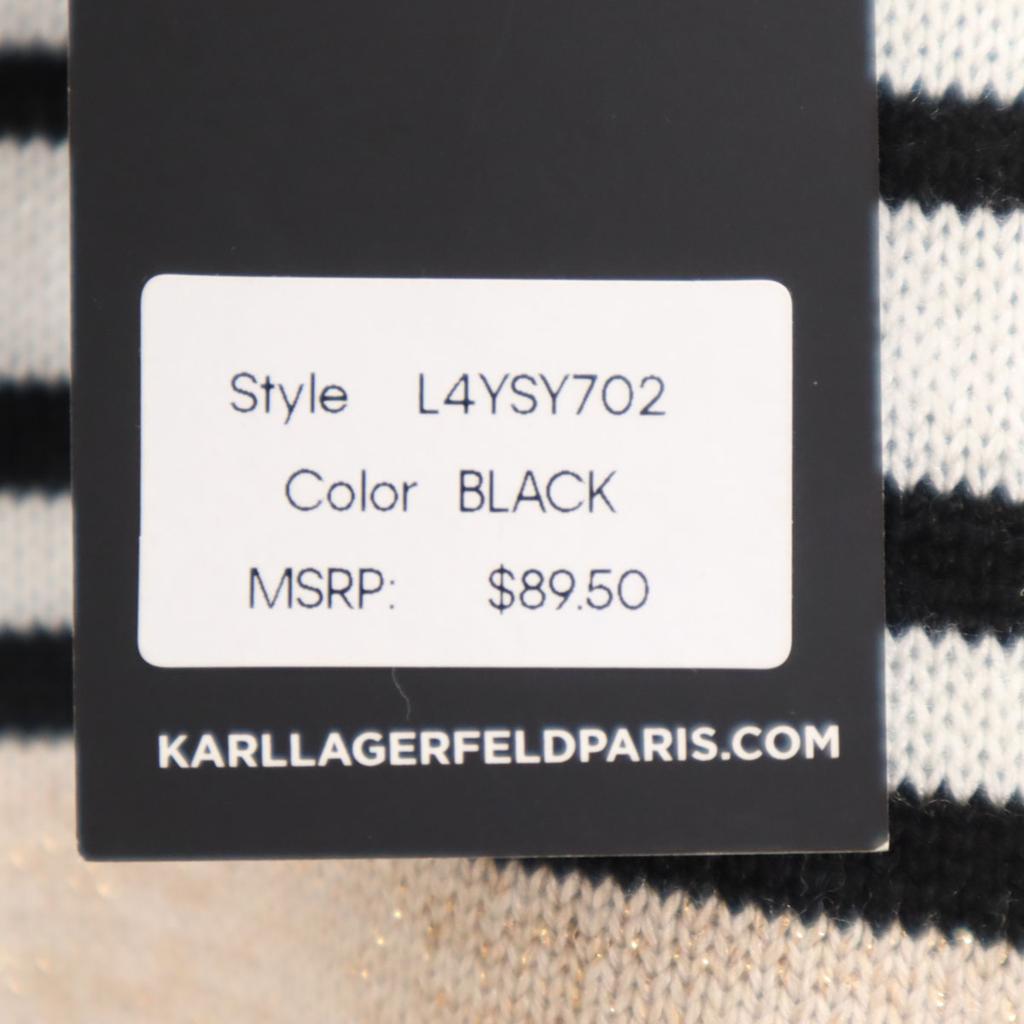 Style L4YSY702
Color BLACK
MSRP: $89.50
KARLLAGERFELDPARIS.COM